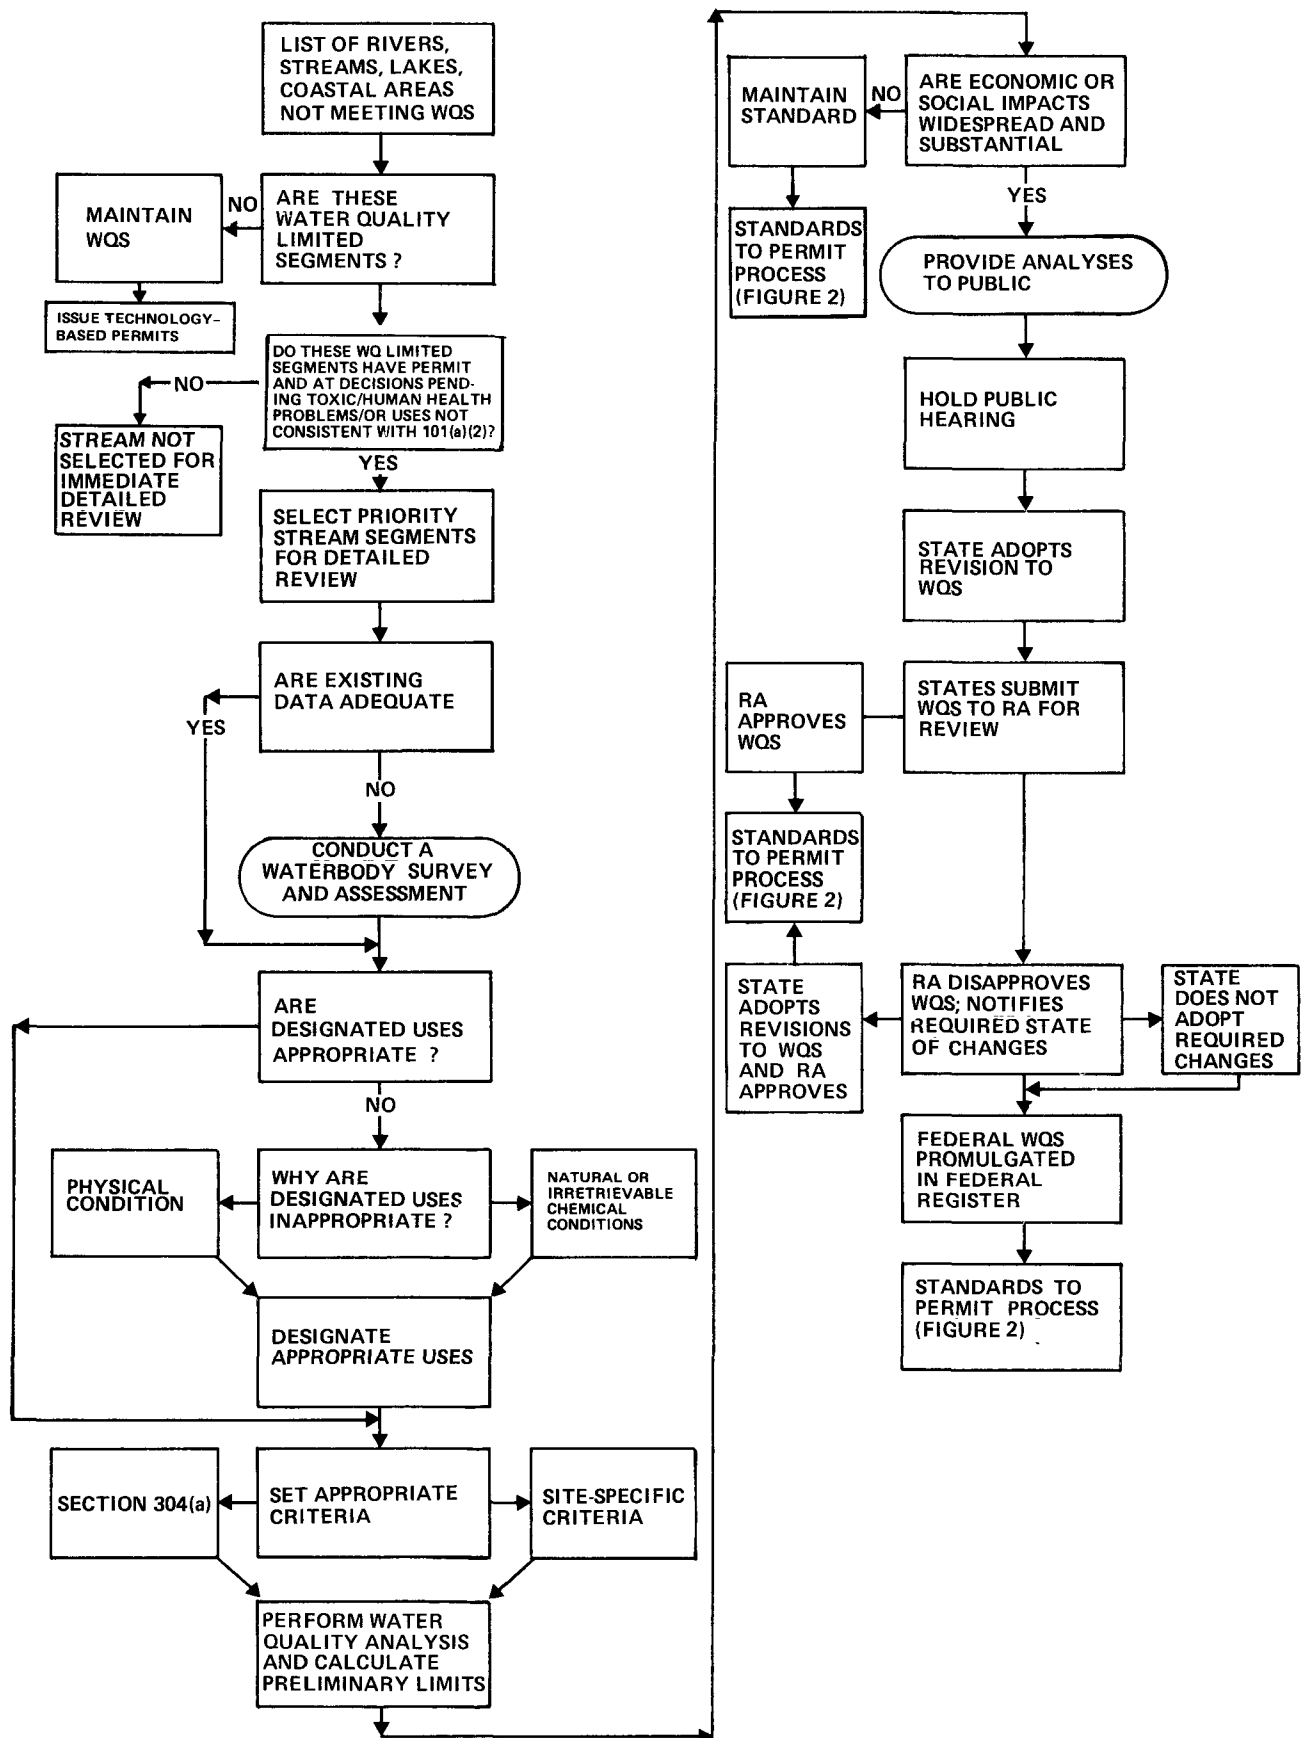 LIST OF RIVERS,
STREAMS, LAKES,
COASTAL AREAS
NOT MEETING WQS
ARE THESE
WATER QUALITY
LIMITED
SEGMENTS ?
NO
MAINTAIN
WQS
ISSUE TECHNOLOGY-
BASED PERMITS
DO THESE WQ LIMITED
SEGMENTS HAVE PERMIT
AND AT DECISIONS PEND-
ING TOXIC/HUMAN HEALTH
PROBLEMS/OR USES NOT
CONSISTENT WITH 101(a)(2)?
NO
STREAM NOT
SELECTED FOR
IMMEDIATE
DETAILED
REVIEW
YES
SELECT PRIORITY
STREAM SEGMENTS
FOR DETAILED
REVIEW
ARE EXISTING
DATA ADEQUATE
YES
NO
CONDUCT A
WATERBODY SURVEY
AND ASSESSMENT
ARE
DESIGNATED USES
APPROPRIATE ?
NO
PHYSICAL
CONDITION
WHY ARE
DESIGNATED USES
INAPPROPRIATE ?
NATURAL OR
IRRETRIEVABLE
CHEMICAL
CONDITIONS
DESIGNATE
APPROPRIATE USES
SECTION 304(a)
SET APPROPRIATE
CRITERIA
SITE-SPECIFIC
CRITERIA
PERFORM WATER
QUALITY ANALYSIS
AND CALCULATE
PRELIMINARY LIMITS
ARE ECONOMIC OR
SOCIAL IMPACTS
WIDESPREAD AND
SUBSTANTIAL
NO
MAINTAIN
STANDARD
STANDARDS
TO PERMIT
PROCESS
(FIGURE 2)
YES
PROVIDE ANALYSES
TO PUBLIC
HOLD PUBLIC
HEARING
STATE ADOPTS
REVISION TO
WQS
STATES SUBMIT
WQS TO RA FOR
REVIEW
RA
APPROVES
WQS
STANDARDS
TO PERMIT
PROCESS
(FIGURE 2)
STATE
ADOPTS
REVISIONS
TO WQS
AND RA
APPROVES
RA DISAPPROVES
WQS; NOTIFIES
REQUIRED STATE
OF CHANGES
STATE
DOES NOT
ADOPT
REQUIRED
CHANGES
FEDERAL WQS
PROMULGATED
IN FEDERAL
REGISTER
STANDARDS TO
PERMIT PROCESS
(FIGURE 2)